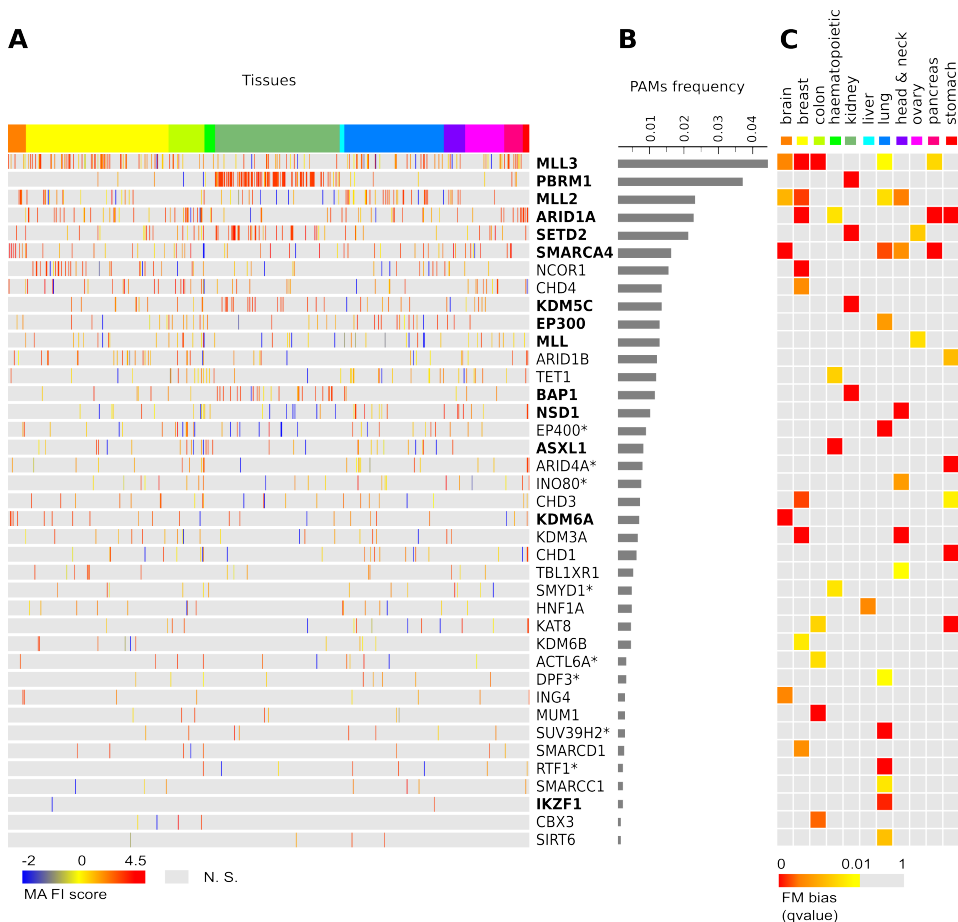 A
B
C
Tissues
PAMs frequency
0.01
0.02
0.03
0.04
brain
breast
colon
haematopoietic
kidney
liver
lung
head & neck
ovary
pancreas
stomach
MLL3
PBRM1
MLL2
ARID1A
SETD2
SMARCA4
NCOR1
CHD4
KDM5C
EP300
MLL
ARID1B
TET1
BAP1
NSD1
EP400*
ASXL1
ARID4A*
INO80*
CHD3
KDM6A
KDM3A
CHD1
TBL1XR1
SMYD1*
HNF1A
KAT8
KDM6B
ACTL6A*
DPF3*
ING4
MUM1
SUV39H2*
SMARCD1
RTF1*
SMARCC1
IKZF1
CBX3
SIRT6
-2 0 4.5
MA FI score
N. S.
0 0.01 1
FM bias
(qvalue)